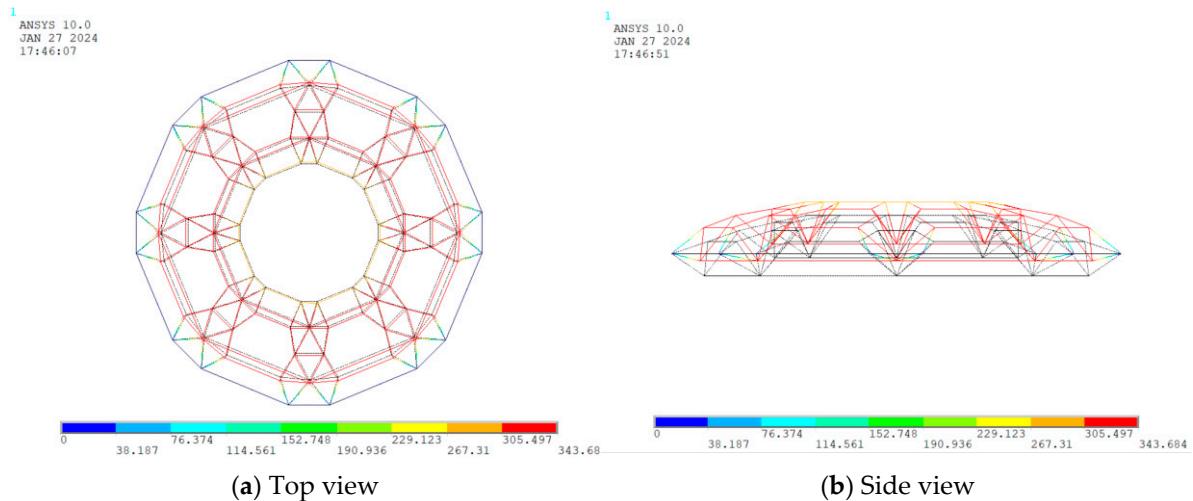 1
ANSYS 10.0
JAN 27 2024
17:46:07
0 76.374 152.748 229.123 305.497
38.187 114.561 190.936 267.31 343.68
(a) Top view
1
ANSYS 10.0
JAN 27 2024
17:46:51
0 76.374 152.748 229.123 305.497
38.187 114.561 190.936 267.31 343.684
(b) Side view